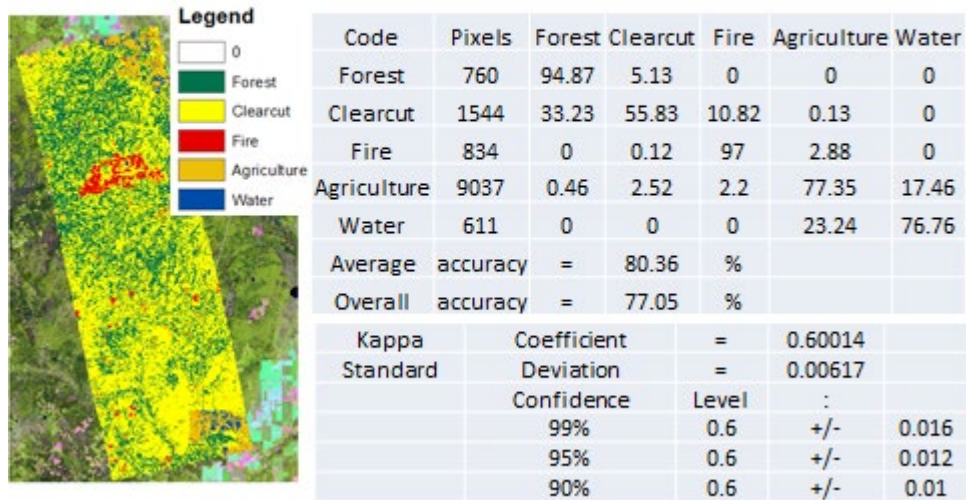 Legend
0
Forest
Clearcut
Fire
Agriculture
Water
Code Pixels Forest Clearcut Fire Agriculture Water
Forest 760 94.87 5.13 0 0 0
Clearcut 1544 33.23 55.83 10.82 0.13 0
Fire 834 0 0.12 97 2.88 0
Agriculture 9037 0.46 2.52 2.2 77.35 17.46
Water 611 0 0 0 23.24 76.76
Average accuracy = 80.36 %
Overall accuracy = 77.05 %
Kappa Coefficient = 0.60014
Standard Deviation = 0.00617
Confidence Level :
99% 0.6 +/- 0.016
95% 0.6 +/- 0.012
90% 0.6 +/- 0.01